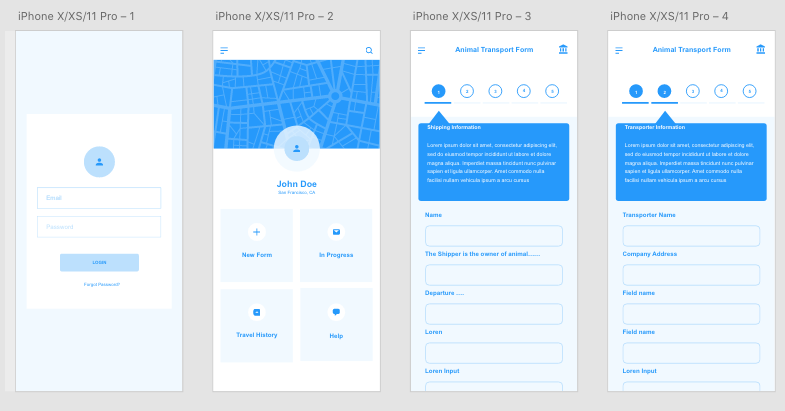 iPhone X/XS/11 Pro – 1
Email
Password
LOGIN
Forgot Password?
iPhone X/XS/11 Pro – 2
John Doe
San Francisco, CA
New Form
In Progress
Travel History
Help
iPhone X/XS/11 Pro – 3
Animal Transport Form
1 2 3 4
Shipping Information
Lorem ipsum dolor sit amet, consectetur adipiscing elit,
sed do eiusmod tempor incididunt ut labore et dolore
magna aliqua. Imperdiet massa tincidunt nunc pulvinar
sapien et ligula ullamcorper. Amet commodo nulla
facilisi nullam vehicula ipsum a arcu cursus
Name
The Shipper is the owner of animal.......
Departure ....
Loren
Loren Input
iPhone X/XS/11 Pro – 4
Animal Transport Form
1 2
Transporter Information
Lorem ipsum dolor sit amet, consectetur adipiscing elit,
sed do eiusmod tempor incididunt ut labore et dolore
magna aliqua. Imperdiet massa tincidunt nunc pulvinar
sapien et ligula ullamcorper. Amet commodo nulla
facilisi nullam vehicula ipsum a arcu cursus
Transporter Name
Company Address
Field name
Field name
Loren Input